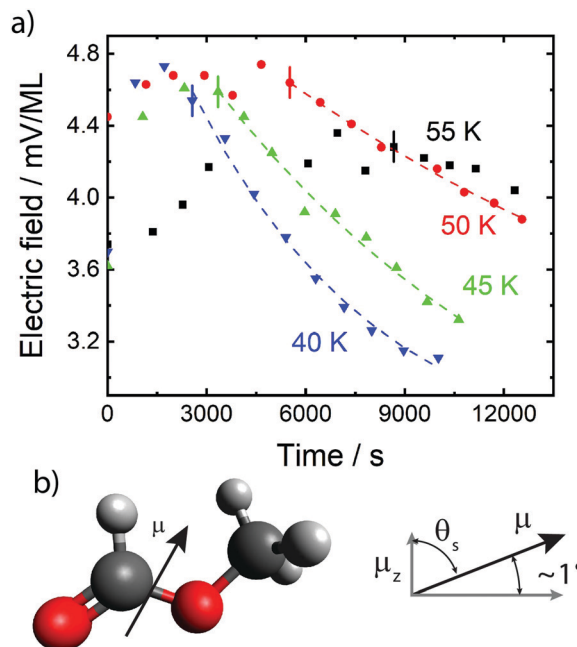 a)
4.8
4.4
4.0
3.6
3.2
Electric field / mV/ML
55 K
50 K
45 K
40 K
0 3000 6000 9000 12000
Time / s
b)
μ
θs
μ
μz
~1°